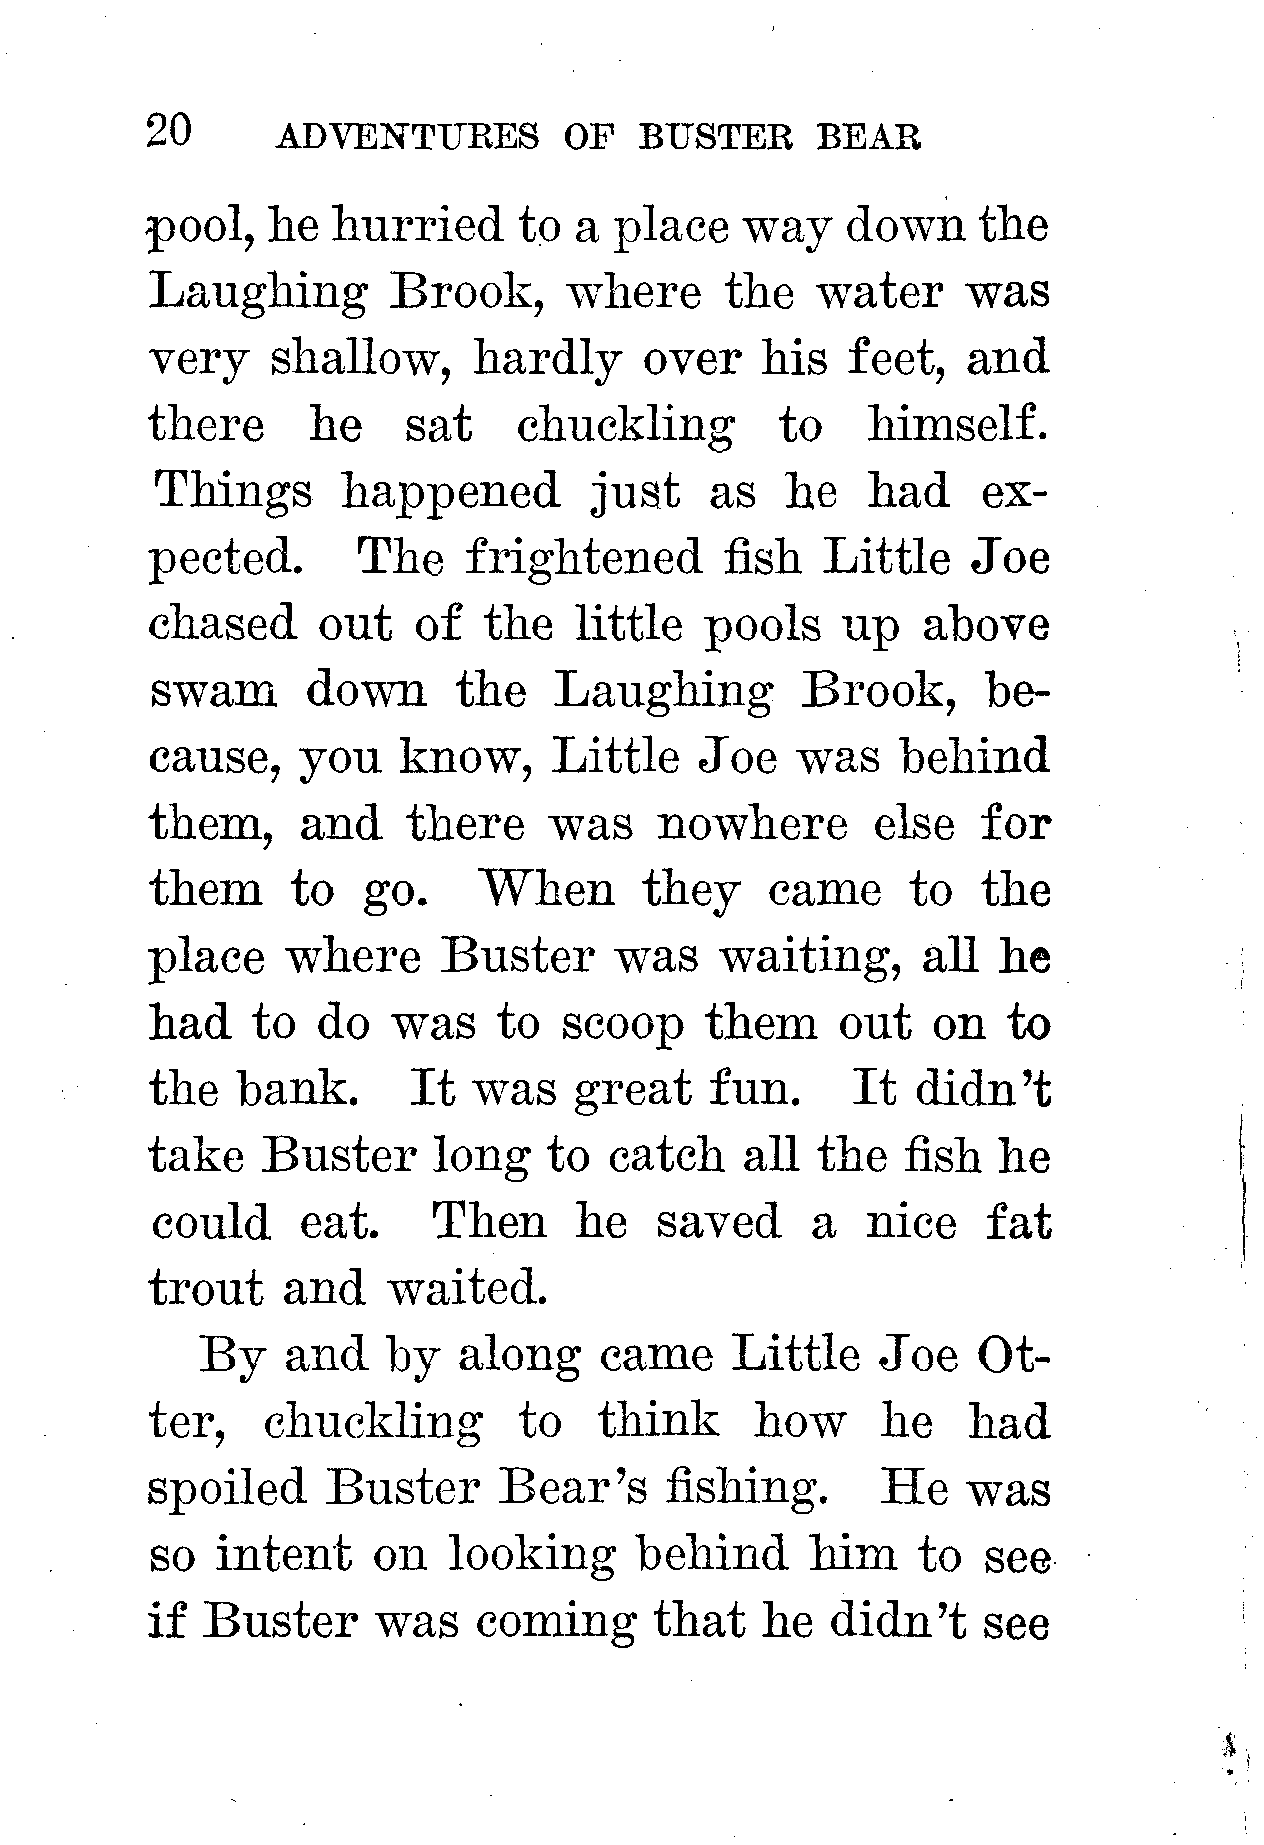 20 ADVENTURES OF BUSTER BEAR
pool, he hurried to a place way down the
Laughing Brook, where the water was
very shallow, hardly over his feet, and
there he sat chuckling to himself.
Things happened just as he had ex-
pected. The frightened fish Little Joe
chased out of the little pools up above
swam down the Laughing Brook, be-
cause, you know, Little Joe was behind
them, and there was nowhere else for
them to go. When they came to the
place where Buster was waiting, all he
had to do was to scoop them out on to
the bank. It was great fun. It didn't
take Buster long to catch all the fish he
could eat. Then he saved a nice fat
trout and waited.
By and by along came Little Joe Ot-
ter, chuckling to think how he had
spoiled Buster Bear's fishing. He was
so intent on looking behind him to see
if Buster was coming that he didn't see